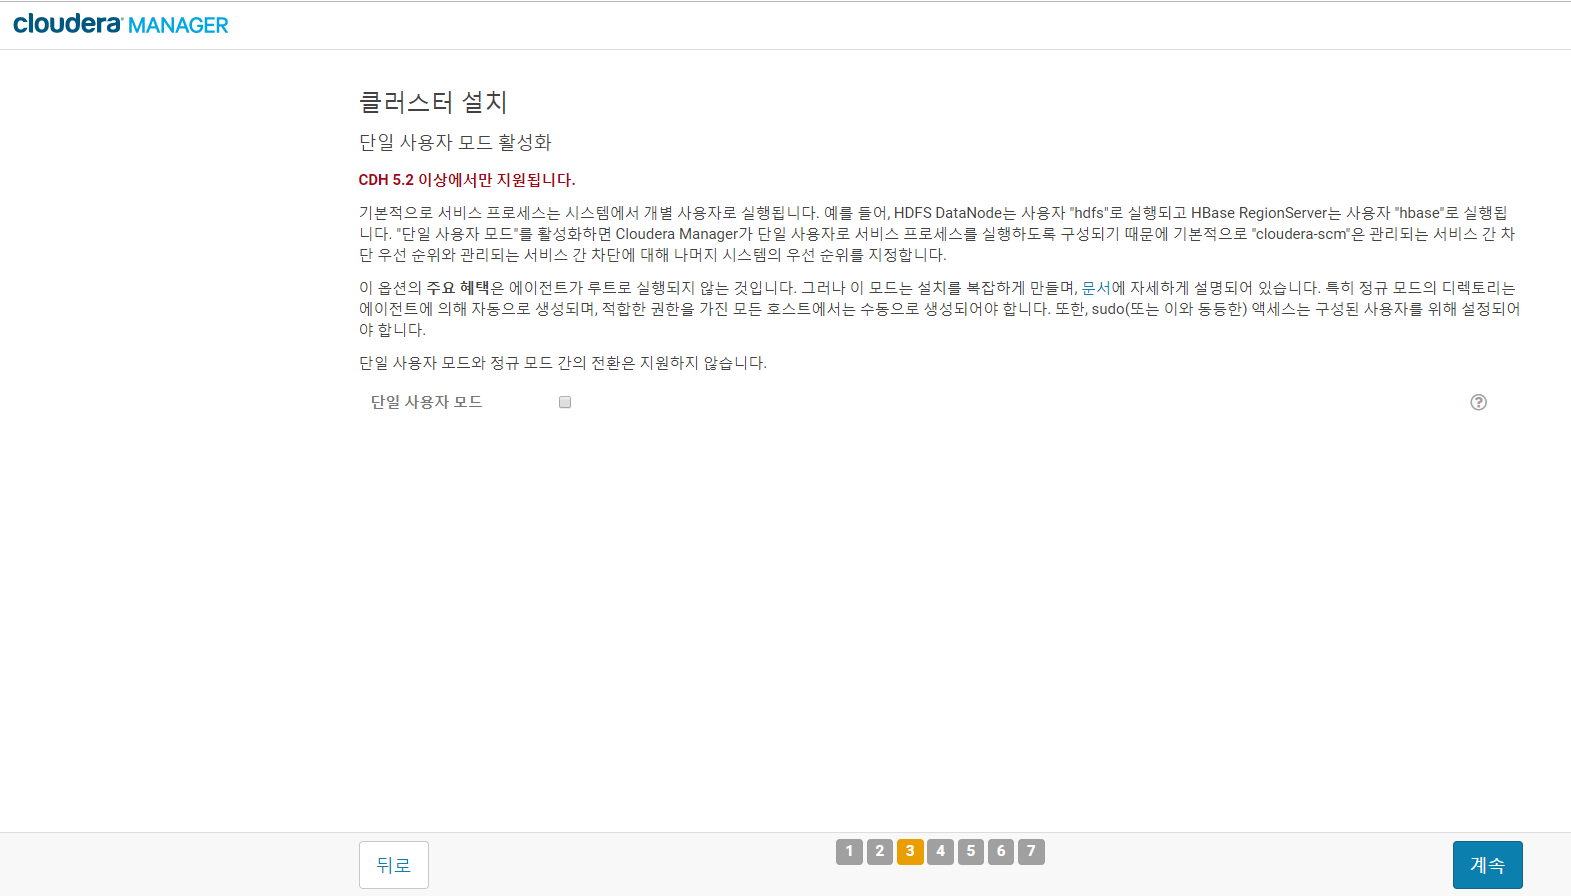 cloudera MANAGER
클러스터 설치
단일 사용자 모드 활성화
CDH 5.2 이상에서만 지원됩니다.
기본적으로 서비스 프로세스는 시스템에서 개별 사용자로 실행됩니다. 예를 들어, HDFS DataNode는 사용자 "hdfs"로 실행되고 HBase RegionServer는 사용자 "hbase"로 실행됩
니다. "단일 사용자 모드"를 활성화하면 Cloudera Manager가 단일 사용자로 서비스 프로세스를 실행하도록 구성되기 때문에 기본적으로 "cloudera-scm"은 관리되는 서비스 간 차
단 우선 순위와 관리되는 서비스 간 차단에 대해 나머지 시스템의 우선 순위를 지정합니다.
이 옵션의 주요 혜택은 에이전트가 루트로 실행되지 않는 것입니다. 그러나 이 모드는 설치를 복잡하게 만들며, 문서에 자세하게 설명되어 있습니다. 특히 정규 모드의 디렉토리는
에이전트에 의해 자동으로 생성되며, 적합한 권한을 가진 모든 호스트에서는 수동으로 생성되어야 합니다. 또한, sudo(또는 이와 동등한) 액세스는 구성된 사용자를 위해 설정되어
야 합니다.
단일 사용자 모드와 정규 모드 간의 전환은 지원하지 않습니다.
단일 사용자 모드
?
뒤로
1 2 3 4 5 6 7
계속